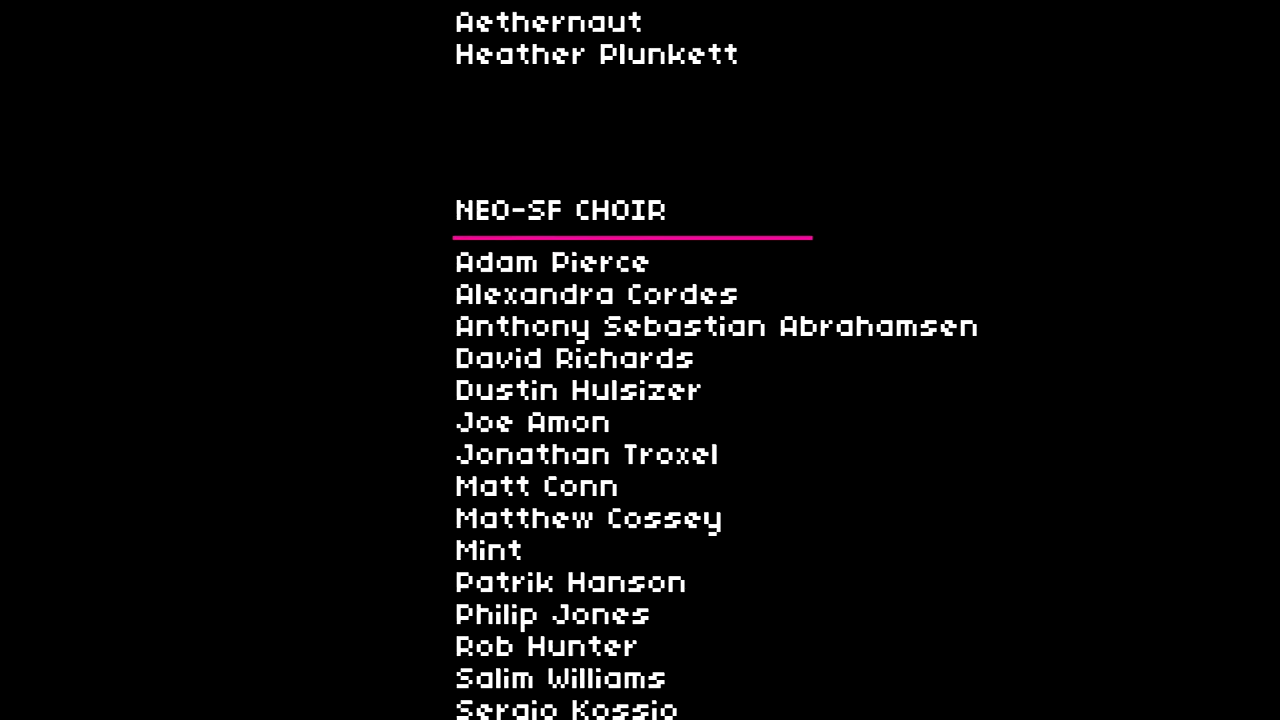 Aethernaut
Heather Plunkett
NEO-SF CHOIR
Adam Pierce
Alexandra Cordes
Anthony Sebastian Abrahamsen
David Richards
Dustin Hulsizer
Joe Amon
Jonathan Troxel
Matt Conn
Matthew Cossey
Mint
Patrik Hanson
Philip Jones
Rob Hunter
Salim Williams
Sergio Kossio